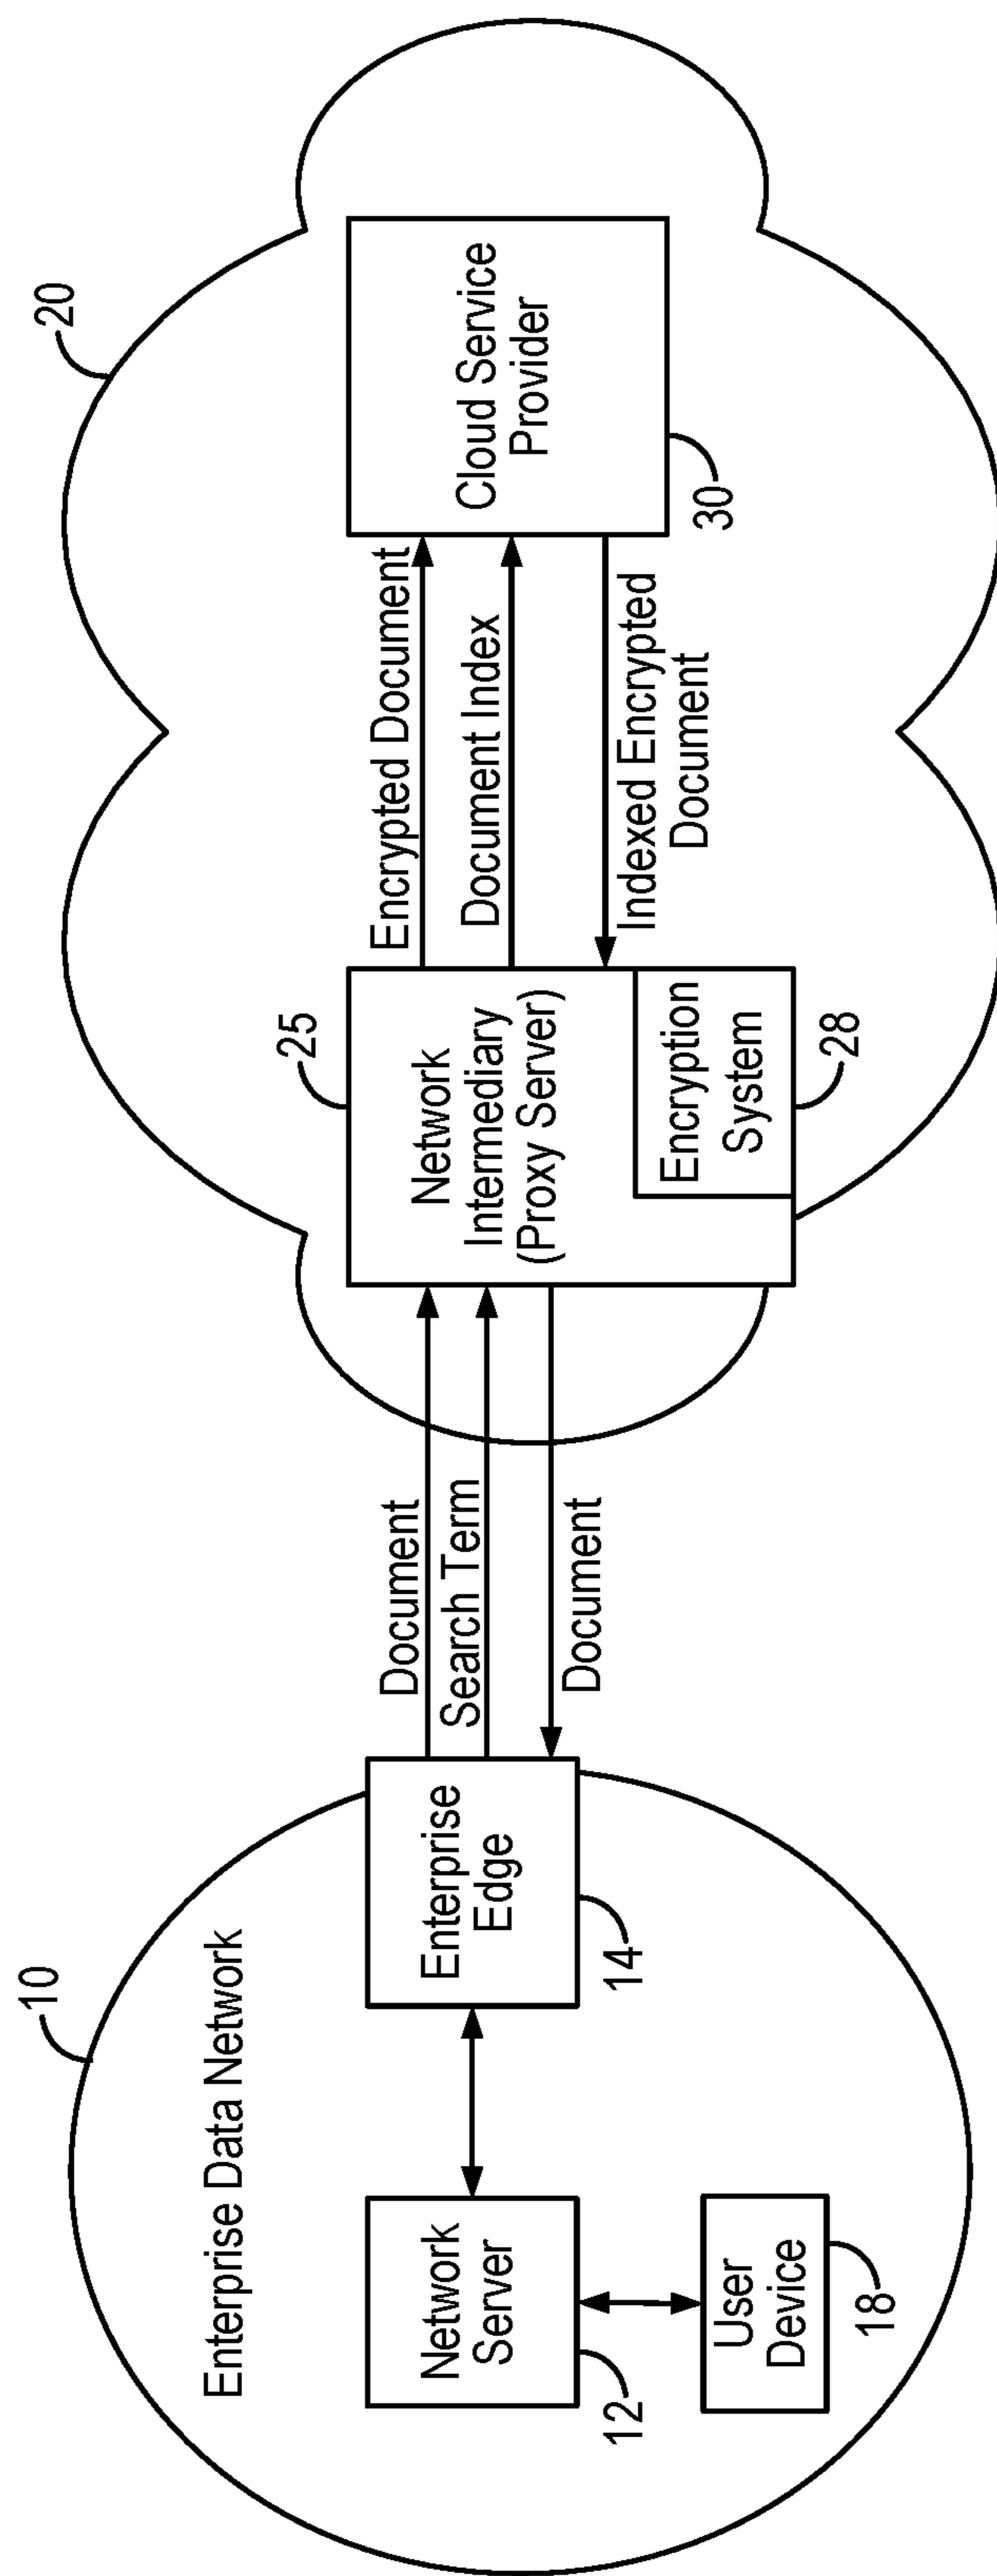 10
Enterprise Data Network
Network
Server
12
User
Device
18
Enterprise
Edge
14
Document
Search Term
Document
20
25
Network
Intermediary
(Proxy Server)
Encryption
System
28
Encrypted Document
Document Index
Indexed Encrypted
Document
Cloud Service
Provider
30